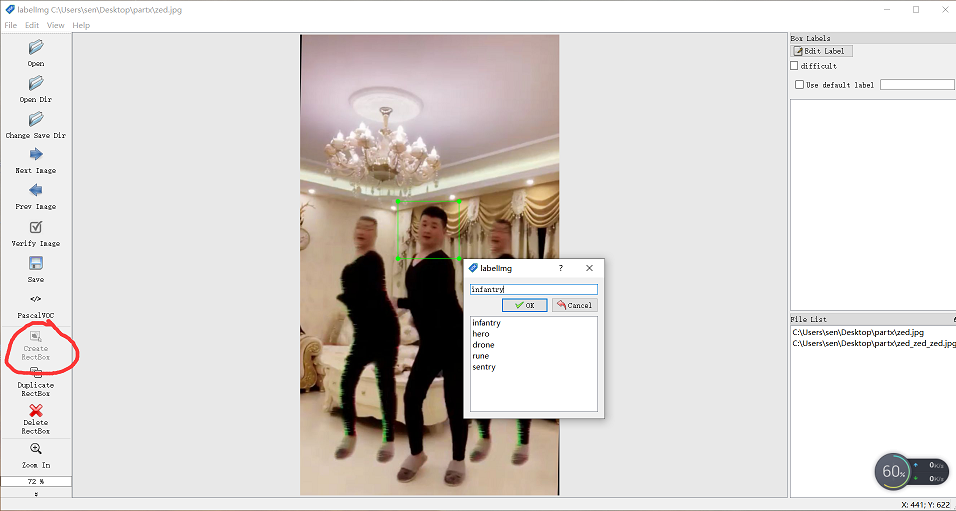 labelImg C:\Users\sen\Desktop\partx\zed.jpg
File Edit View Help
Open
Open Dir
Change Save Dir
Next Image
Prev Image
Verify Image
Save
</>
PascalVOC
Create
RectBox
Duplicate
RectBox
Delete
RectBox
Zoom In
72 %
labelImg
?
infantry
OK
Cancel
infantry
hero
drone
rune
sentry
Box Labels
Edit Label
difficult
Use default label
File List
C:\Users\sen\Desktop\partx\zed.jpg
C:\Users\sen\Desktop\partx\zed_zed_zed.jpg
60%
0K/s
0K/s
X: 441; Y: 622